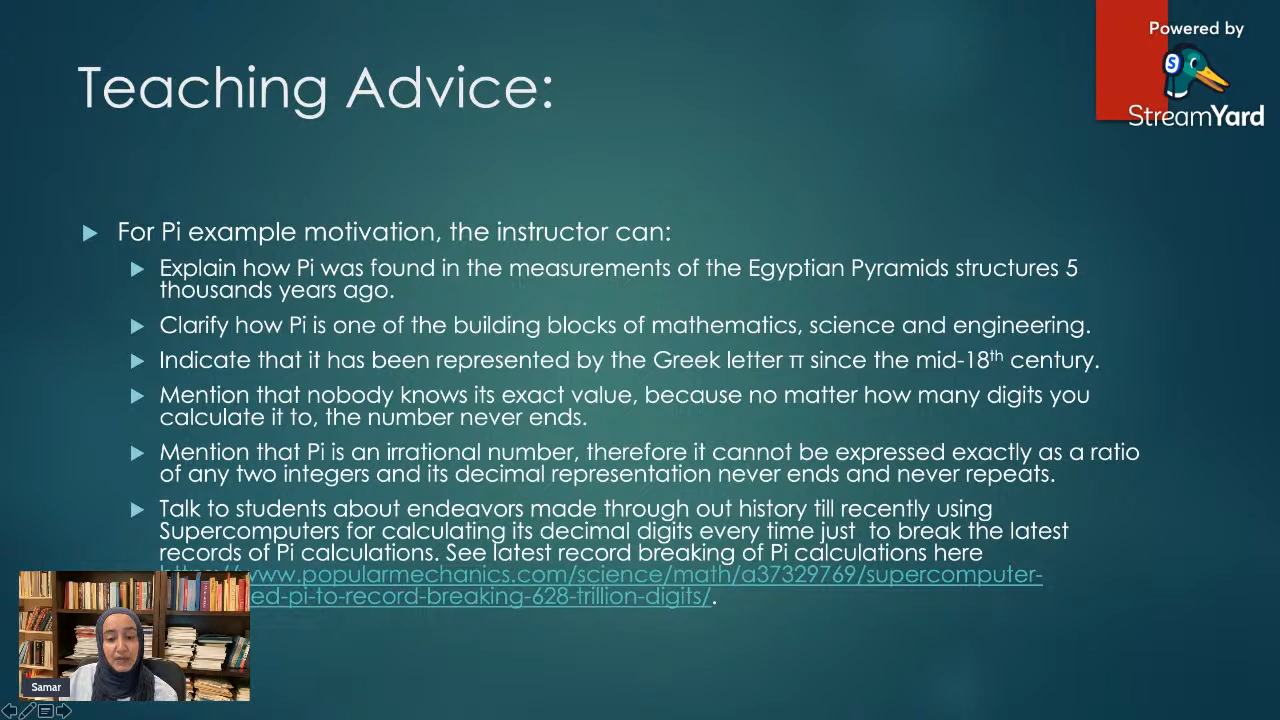 Powered by
StreamYard
Teaching Advice:
For Pi example motivation, the instructor can:
Explain how Pi was found in the measurements of the Egyptian Pyramids structures 5
thousands years ago.
Clarify how Pi is one of the building blocks of mathematics, science and engineering.
Indicate that it has been represented by the Greek letter π since the mid-18th century.
Mention that nobody knows its exact value, because no matter how many digits you
calculate it to, the number never ends.
Mention that Pi is an irrational number, therefore it cannot be expressed exactly as a ratio
of any two integers and its decimal representation never ends and never repeats.
Talk to students about endeavors made through out history till recently using
Supercomputers for calculating its decimal digits every time just to break the latest
records of Pi calculations. See latest record breaking of Pi calculations here
www.popularmechanics.com/science/math/a37329769/supercomputer-
ed-pi-to-record-breaking-628-trillion-digits/.
Samar